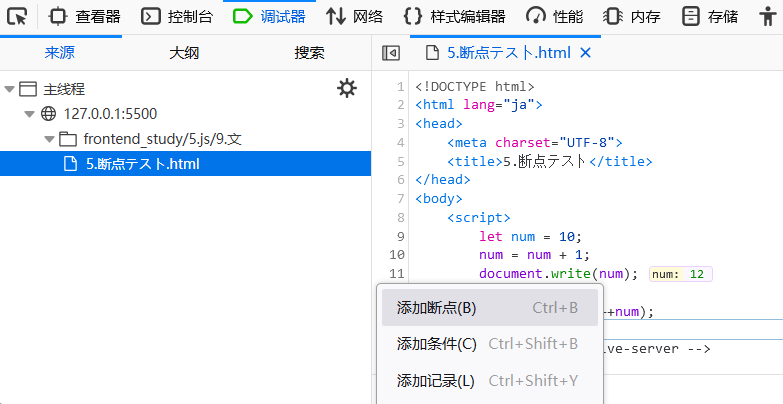 查看器 控制台 调试器 网络 样式编辑器 性能 内存 存储
来源 大纲 搜索
5.断点テスト.html
主线程
127.0.0.1:5500
frontend_study/5.js/9.文
5.断点テスト.html
1 <!DOCTYPE html>
2 <html lang="ja">
3 <head>
4 <meta charset="UTF-8">
5 <title>5.断点テスト</title>
6 </head>
7 <body>
8 <script>
9 let num = 10;
10 num = num + 1;
11 document.write(num); num: 12
++num);
ive-server -->
添加断点(B) Ctrl+B
添加条件(C) Ctrl+Shift+B
添加记录(L) Ctrl+Shift+Y